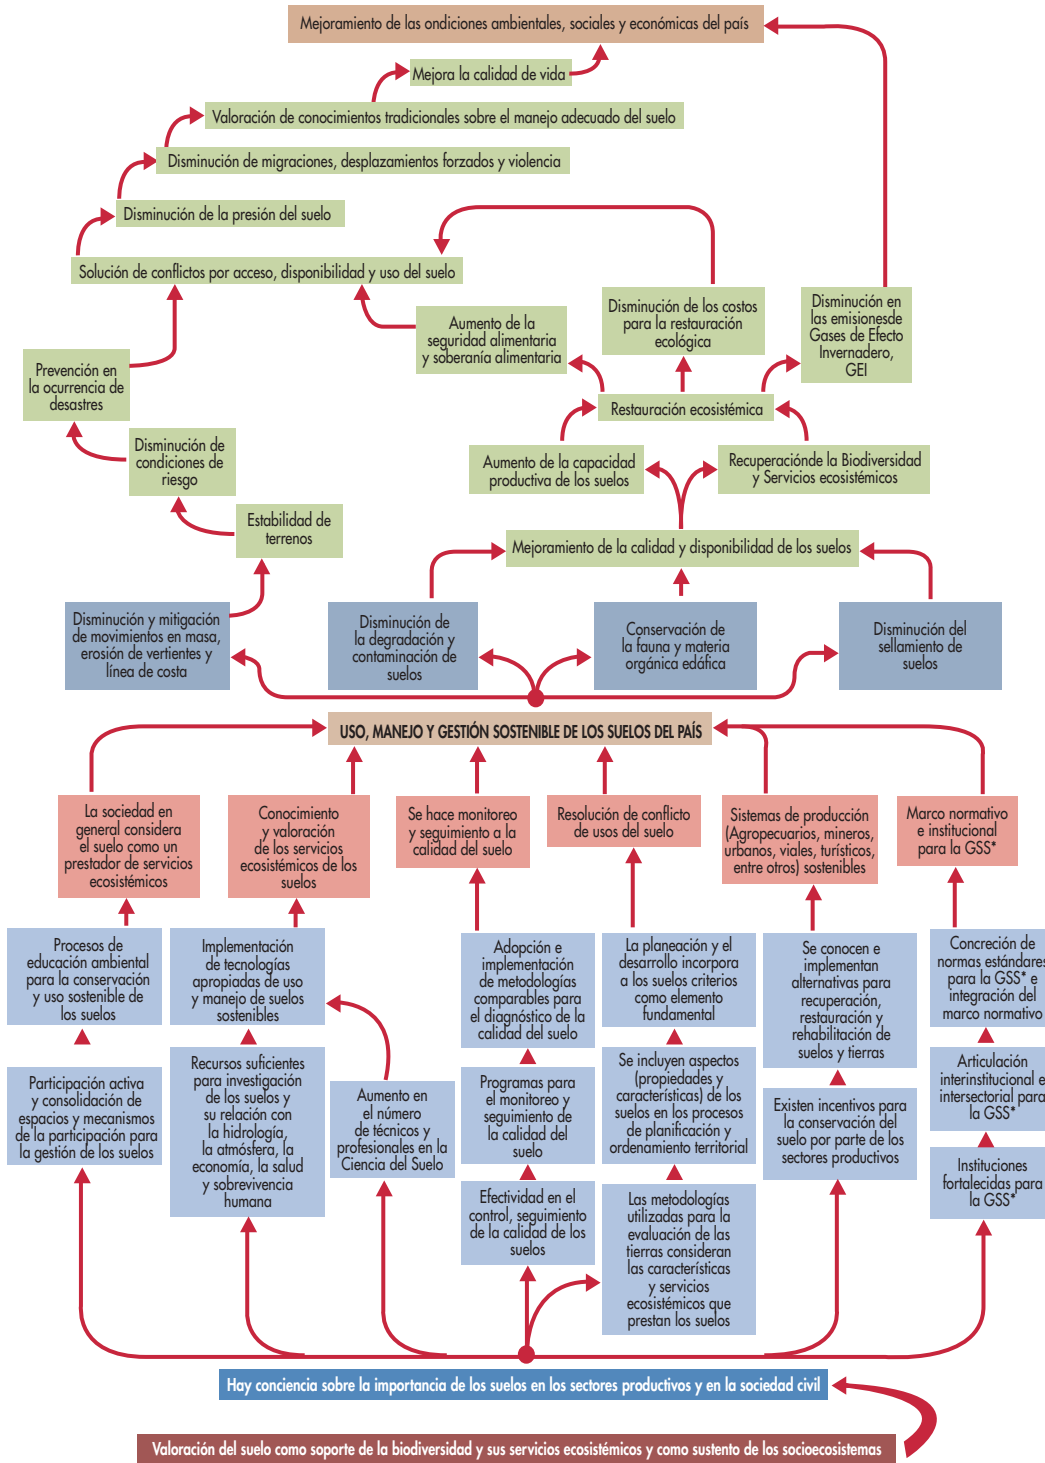 Mejoramiento de las ondiciones ambientales, sociales y económicas del país
Mejora la calidad de vida
Valoración de conocimientos tradicionales sobre el manejo adecuado del suelo
Disminución de migraciones, desplazamientos forzados y violencia
Disminución de la presión del suelo
Solución de conflictos por acceso, disponibilidad y uso del suelo
Aumento de la
seguridad alimentaria
y soberanía alimentaria
Disminución de los costos
para la restauración
ecológica
Disminución en
las emisionesde
Gases de Efecto
Invernadero,
GEI
Prevención en
la ocurrencia de
desastres
Restauración ecosistémica
Disminución de
condiciones de
riesgo
Aumento de la capacidad
productiva de los suelos
Recuperaciónde la Biodiversidad
y Servicios ecosistémicos
Estabilidad de
terrenos
Mejoramiento de la calidad y disponibilidad de los suelos
Disminución y mitigación
de movimientos en masa,
erosión de vertientes y
línea de costa
Disminución de
la degradación y
contaminación de
suelos
Conservación de
la fauna y materia
orgánica edáfica
Disminución del
sellamiento de
suelos
USO, MANEJO Y GESTIÓN SOSTENIBLE DE LOS SUELOS DEL PAÍS
La sociedad en
general considera
el suelo como un
prestador de servicios
ecosistémicos
Conocimiento
y valoración
de los servicios
ecosistémicos de los
suelos
Se hace monitoreo
y seguimiento a la
calidad del suelo
Resolución de conflicto
de usos del suelo
Sistemas de producción
(Agropecuarios, mineros,
urbanos, viales, turísticos,
entre otros) sostenibles
Marco normativo
e institucional
para la GSS*
Procesos de
educación ambiental
para la conservación
y uso sostenible de
los suelos
Implementación
de tecnologías
apropiadas de uso
y manejo de suelos
sostenibles
Adopción e
implementación
de metodologías
comparables para
el diagnóstico de la
calidad del suelo
La planeación y el
desarrollo incorpora
a los suelos criterios
como elemento
fundamental
Se conocen e
implementan
alternativas para
recuperación,
restauración y
rehabilitación de
suelos y tierras
Concreción de
normas estándares
para la GSS* e
integración del
marco normativo
Participación activa
y consolidación de
espacios y mecanismos
de la participación para
la gestión de los suelos
Recursos suficientes
para investigación
de los suelos y
su relación con
la hidrología,
la atmósfera, la
economía, la salud
y sobrevivencia
humana
Aumento en
el número
de técnicos y
profesionales en la
Ciencia del Suelo
Programas para
el monitoreo y
seguimiento de
la calidad del
suelo
Se incluyen aspectos
(propiedades y
características) de los
suelos en los procesos
de planificación y
ordenamiento territorial
Existen incentivos para
la conservación del
suelo por parte de los
sectores productivos
Articulación
interinstitucional e
intersectorial para
la GSS*
Efectividad en el
control, seguimiento
de la calidad de los
suelos
Las metodologías
utilizadas para la
evaluación de las
tierras consideran
las características
y servicios
ecosistémicos que
prestan los suelos
Instituciones
fortalecidas para
la GSS*
Hay conciencia sobre la importancia de los suelos en los sectores productivos y en la sociedad civil
Valoración del suelo como soporte de la biodiversidad y sus servicios ecosistémicos y como sustento de los socioecosistemas